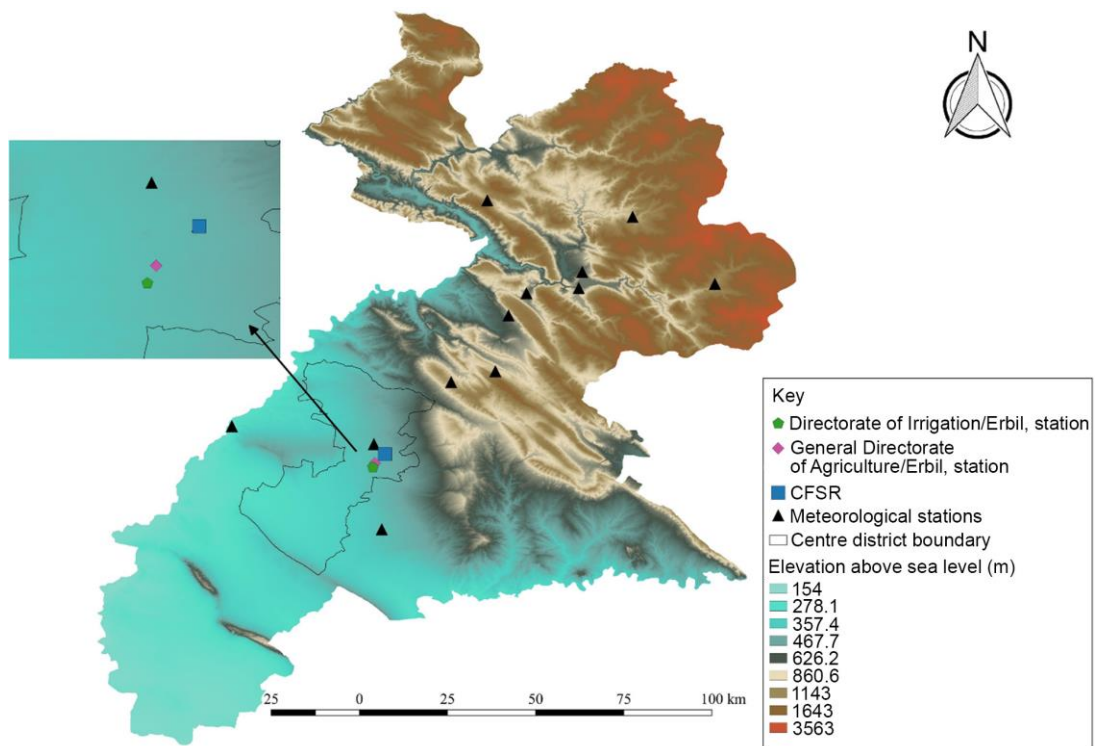 N
Key
Directorate of Irrigation/Erbil, station
General Directorate
of Agriculture/Erbil, station
CFSR
Meteorological stations
Centre district boundary
Elevation above sea level (m)
154
278.1
357.4
467.7
626.2
860.6
1143
1643
3563
25 0 25 50 75 100 km